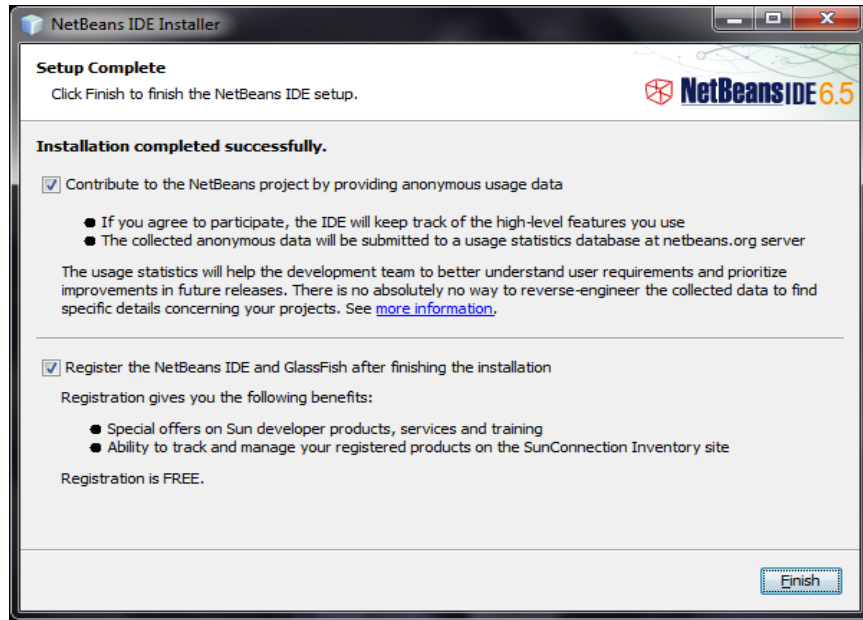 NetBeans IDE Installer
Setup Complete
Click Finish to finish the NetBeans IDE setup.
NetBeans IDE 6.5
Installation completed successfully.
Contribute to the NetBeans project by providing anonymous usage data
If you agree to participate, the IDE will keep track of the high-level features you use
The collected anonymous data will be submitted to a usage statistics database at netbeans.org server
The usage statistics will help the development team to better understand user requirements and prioritize
improvements in future releases. There is no absolutely no way to reverse-engineer the collected data to find
specific details concerning your projects. See more information.
Register the NetBeans IDE and GlassFish after finishing the installation
Registration gives you the following benefits:
Special offers on Sun developer products, services and training
Ability to track and manage your registered products on the SunConnection Inventory site
Registration is FREE.
Finish